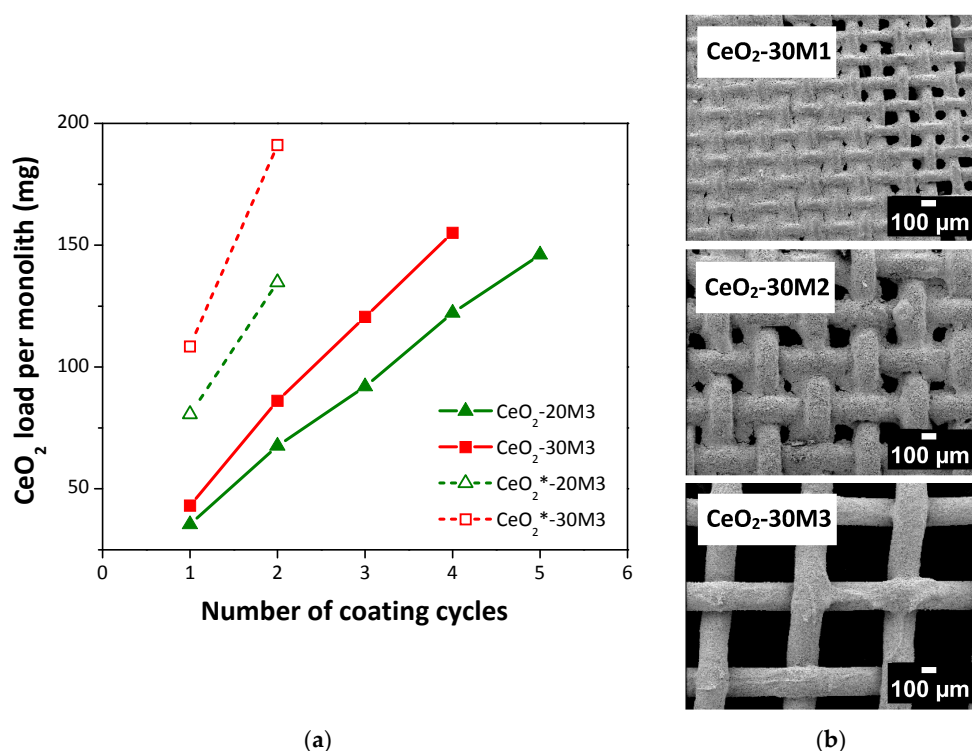 CeO₂ load per monolith (mg)
200
150
100
50
0
1
2
3
4
5
6
Number of coating cycles
CeO₂-20M3
CeO₂-30M3
CeO₂*-20M3
CeO₂*-30M3
(a)
CeO₂-30M1
100 µm
CeO₂-30M2
100 µm
CeO₂-30M3
100 µm
(b)